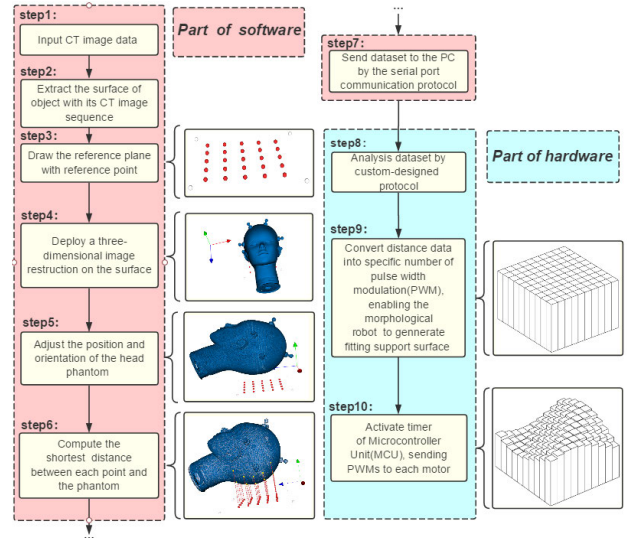 step1:
Input CT image data
step2:
Extract the surface of
object with its CT image
sequence
step3:
Draw the reference plane
with reference point
step4:
Deploy a three-
dimensional image
restruction on the surface
step5:
Adjust the position and
orientation of the head
phantom
step6:
Compute the
shortest distance
between each point and
the phantom
...
Part of software
...
step7:
Send dataset to the PC
by the serial port
communication protocol
step8:
Analysis dataset by
custom-designed
protocol
step9:
Convert distance data
into specific number of
pulse width
modulation(PWM),
enabling the
morphological
robot to gennerate
fitting support surface
step10:
Activate timer
of Microcontroller
Unit(MCU), sending
PWMs to each motor
Part of hardware